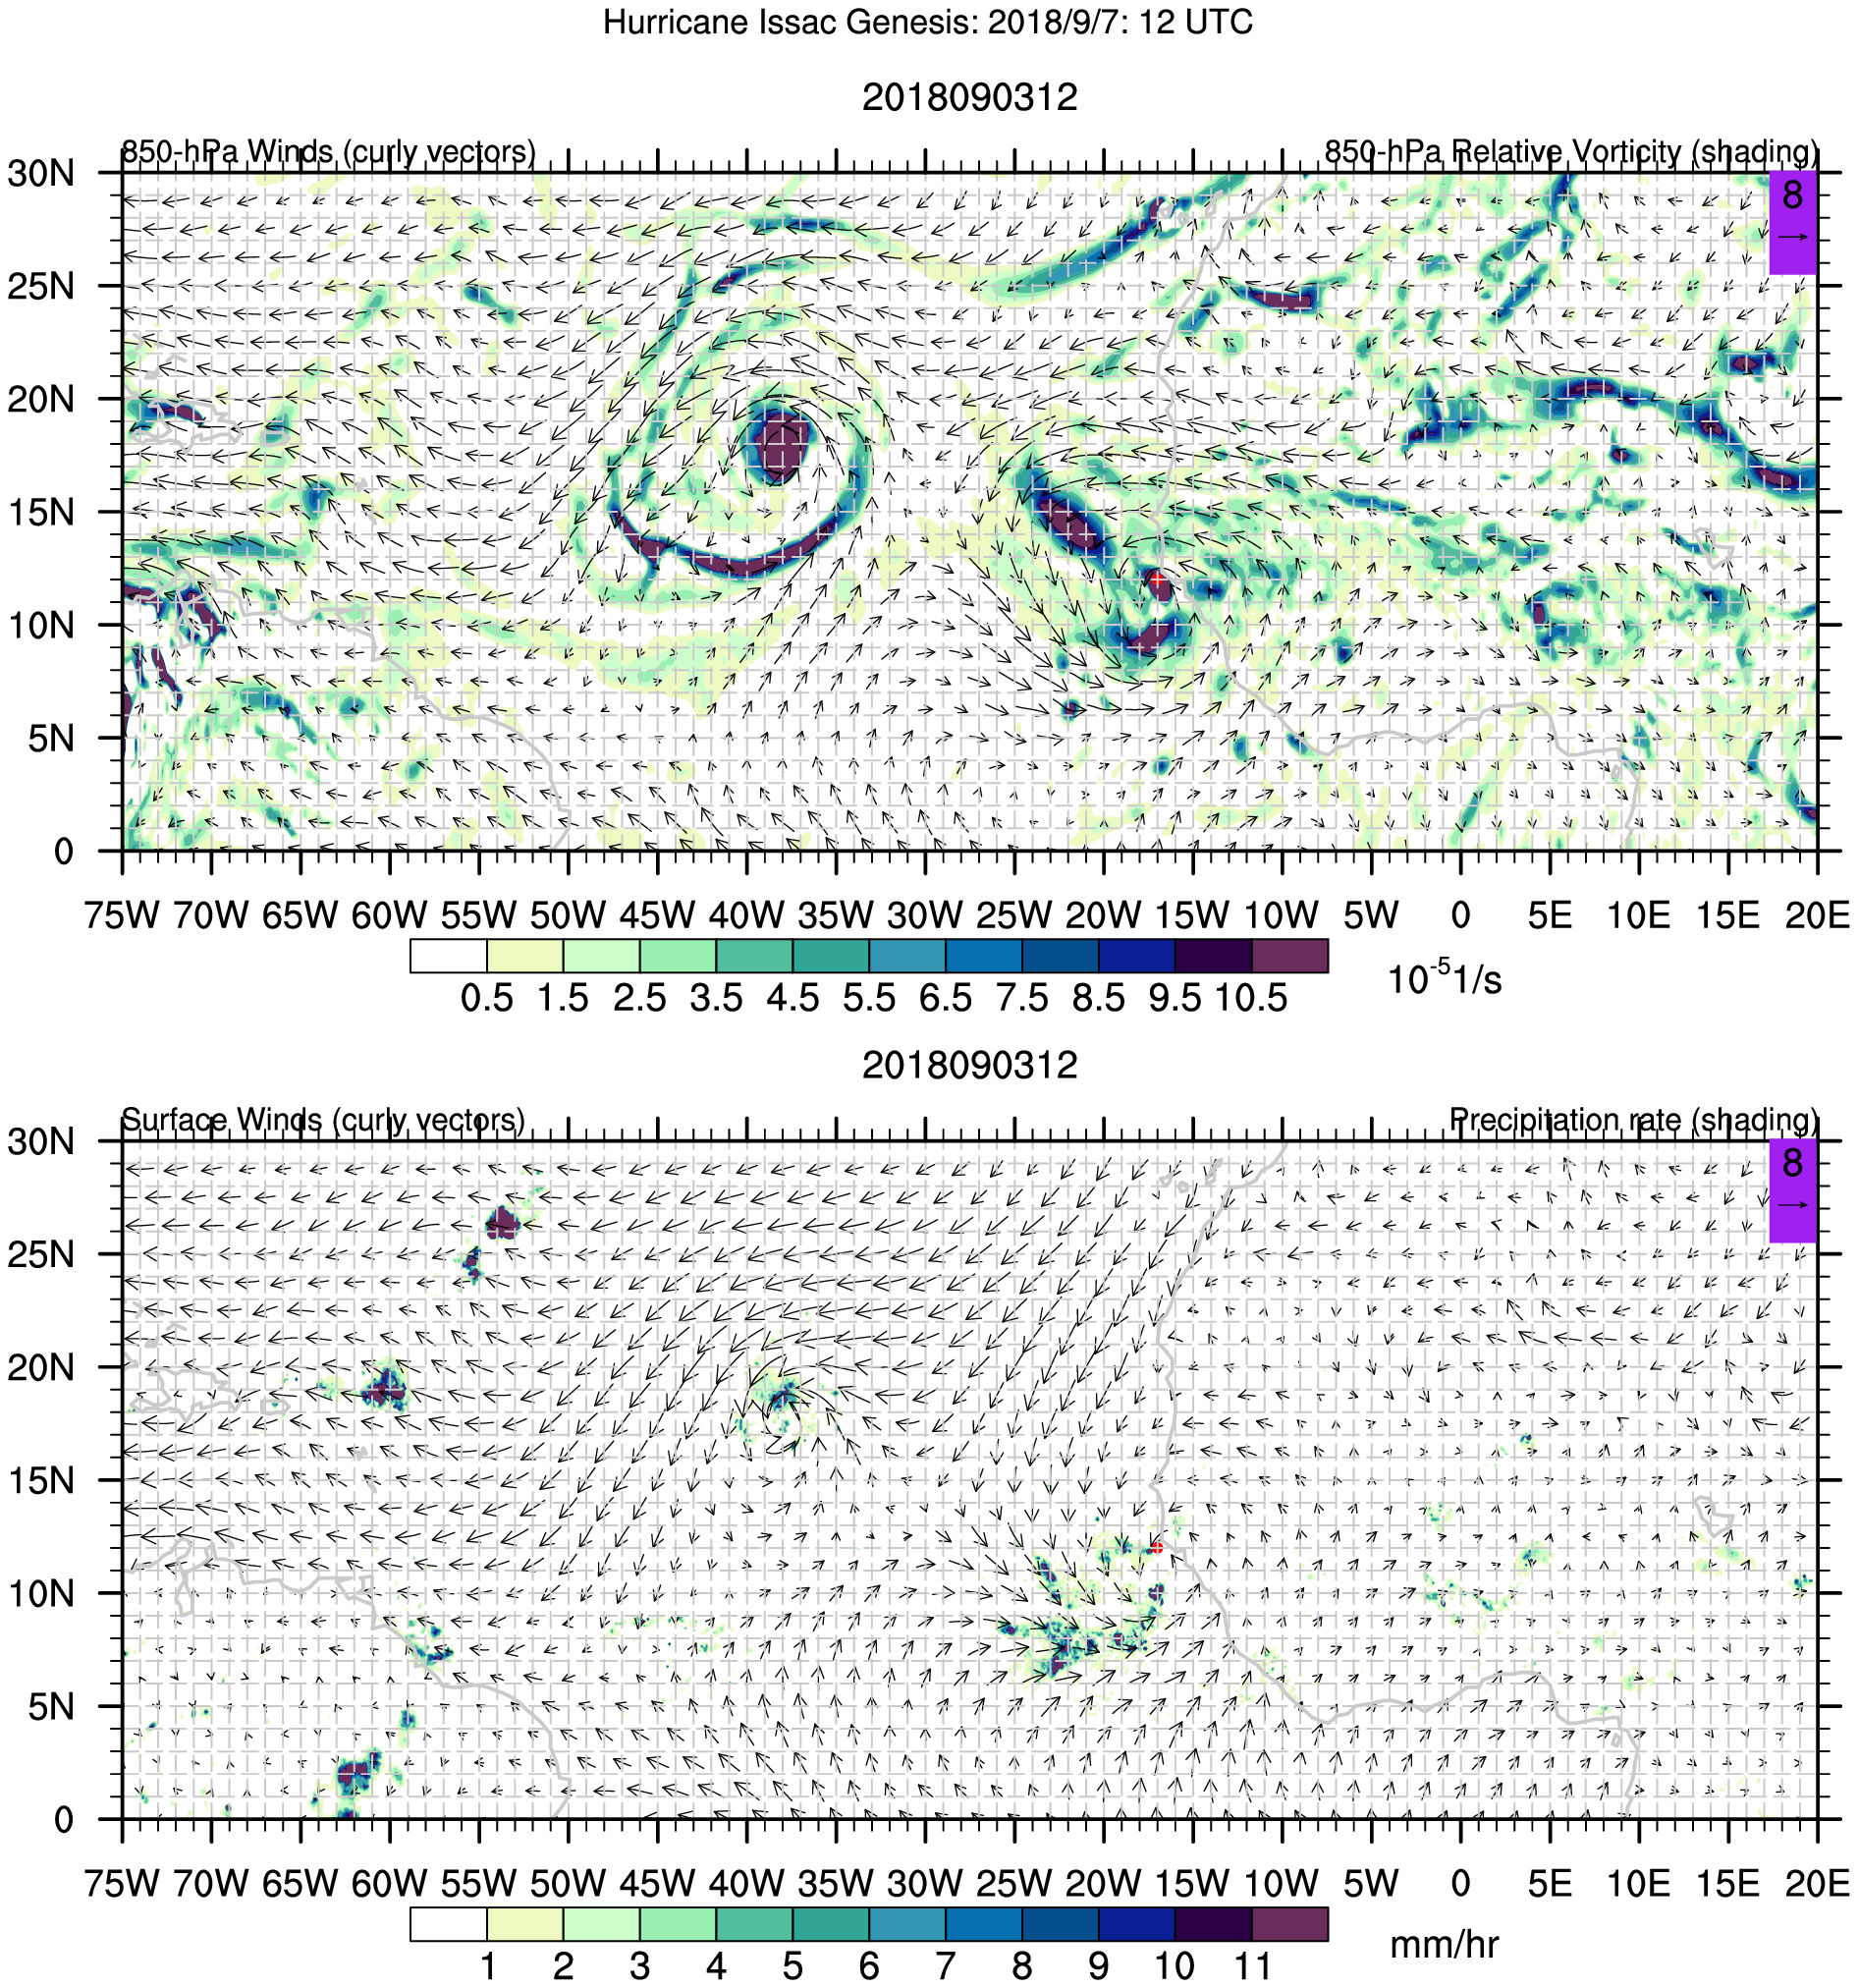 Hurricane Issac Genesis: 2018/9/7: 12 UTC
2018090312
850-hPa Winds (curly vectors) 850-hPa Relative Vorticity (shading)
30N
25N
20N
15N
10N
5N
0
8
75W 70W 65W 60W 55W 50W 45W 40W 35W 30W 25W 20W 15W 10W 5W 0 5E 10E 15E 20E
0.5 1.5 2.5 3.5 4.5 5.5 6.5 7.5 8.5 9.5 10.5
10⁻⁵1/s
2018090312
Surface Winds (curly vectors) Precipitation rate (shading)
30N
25N
20N
15N
10N
5N
0
8
75W 70W 65W 60W 55W 50W 45W 40W 35W 30W 25W 20W 15W 10W 5W 0 5E 10E 15E 20E
1 2 3 4 5 6 7 8 9 10 11
mm/hr